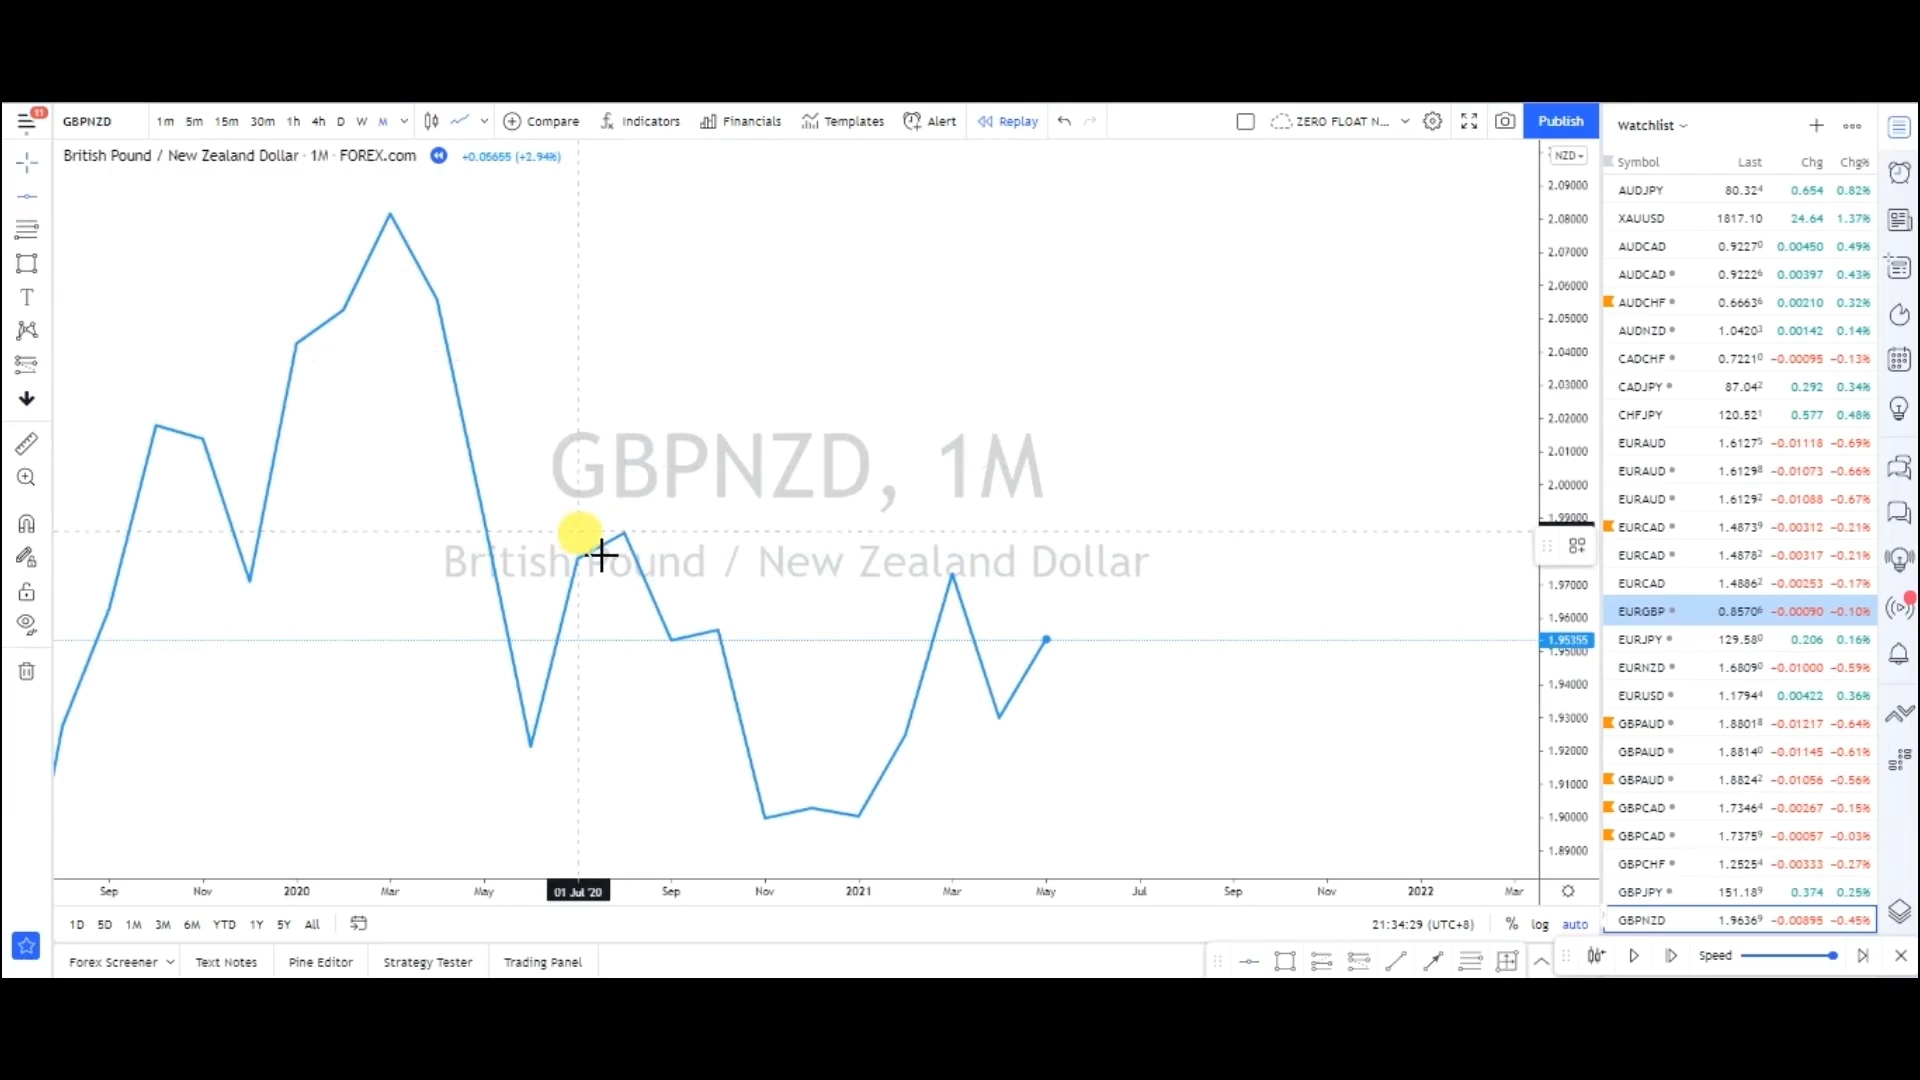 11
GBPNZD 1m 5m 15m 30m 1h 4h D W M Compare Indicators Financials Templates Alert Replay ZERO FLOAT N... Publish
British Pound / New Zealand Dollar · 1M · FOREX.com +0.05655 (+2.94%)
NZD
2.09000
2.08000
2.07000
2.06000
2.05000
2.04000
2.03000
2.02000
2.01000
2.00000
1.99000
1.97000
1.96000
1.95355
1.95000
1.94000
1.93000
1.92000
1.91000
1.90000
1.89000
GBPNZD, 1M
British Pound / New Zealand Dollar
Sep Nov 2020 Mar May 01 Jul '20 Sep Nov 2021 Mar May Jul Sep Nov 2022 Mar
1D 5D 1M 3M 6M YTD 1Y 5Y All 21:34:29 (UTC+8) % log auto
Forex Screener Text Notes Pine Editor Strategy Tester Trading Panel
Speed
Watchlist
Symbol Last Chg Chg%
AUDJPY 80.324 0.654 0.82%
XAUUSD 1817.10 24.64 1.37%
AUDCAD 0.92270 0.00450 0.49%
AUDCAD 0.92226 0.00397 0.43%
AUDCHF 0.66636 0.00210 0.32%
AUDNZD 1.04203 0.00142 0.14%
CADCHF 0.72210 −0.00095 −0.13%
CADJPY 87.042 0.292 0.34%
CHFJPY 120.521 0.577 0.48%
EURAUD 1.61275 −0.01118 −0.69%
EURAUD 1.61298 −0.01073 −0.66%
EURAUD 1.61292 −0.01088 −0.67%
EURCAD 1.48739 −0.00312 −0.21%
EURCAD 1.48782 −0.00317 −0.21%
EURCAD 1.48862 −0.00253 −0.17%
EURGBP 0.85706 −0.00090 −0.10%
EURJPY 129.580 0.206 0.16%
EURNZD 1.68090 −0.01000 −0.59%
EURUSD 1.17944 0.00422 0.36%
GBPAUD 1.88018 −0.01217 −0.64%
GBPAUD 1.88140 −0.01145 −0.61%
GBPAUD 1.88242 −0.01056 −0.56%
GBPCAD 1.73464 −0.00267 −0.15%
GBPCAD 1.73759 −0.00057 −0.03%
GBPCHF 1.25254 −0.00333 −0.27%
GBPJPY 151.189 0.374 0.25%
GBPNZD 1.96369 −0.00895 −0.45%